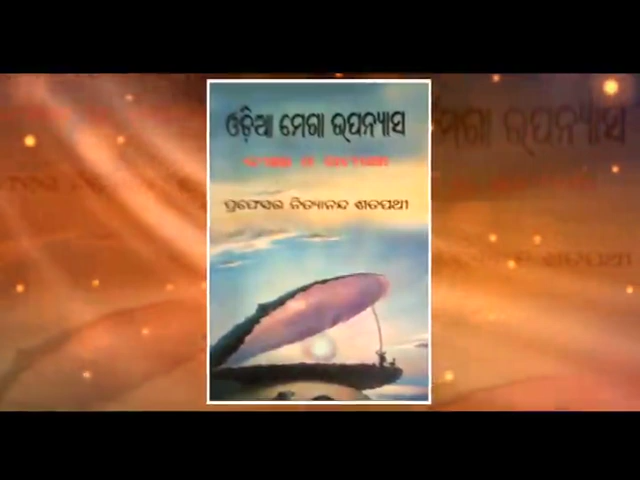 ଓଡ଼ିଆ ମେଗା ଉପନ୍ୟାସ
ପ୍ରଫେସର ନିତ୍ୟାନନ୍ଦ ଶତପଥୀ